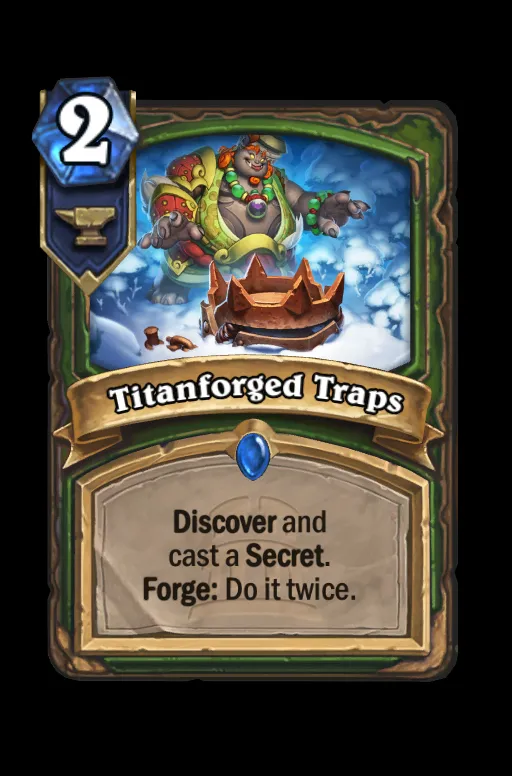 2
Titanforged Traps
Discover and
cast a Secret.
Forge: Do it twice.